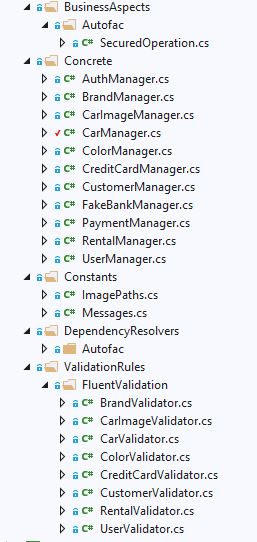 BusinessAspects
Autofac
C# SecuredOperation.cs
Concrete
C# AuthManager.cs
C# BrandManager.cs
C# CarImageManager.cs
C# CarManager.cs
C# ColorManager.cs
C# CreditCardManager.cs
C# CustomerManager.cs
C# FakeBankManager.cs
C# PaymentManager.cs
C# RentalManager.cs
C# UserManager.cs
Constants
C# ImagePaths.cs
C# Messages.cs
DependencyResolvers
Autofac
ValidationRules
FluentValidation
C# BrandValidator.cs
C# CarImageValidator.cs
C# CarValidator.cs
C# ColorValidator.cs
C# CreditCardValidator.cs
C# CustomerValidator.cs
C# RentalValidator.cs
C# UserValidator.cs